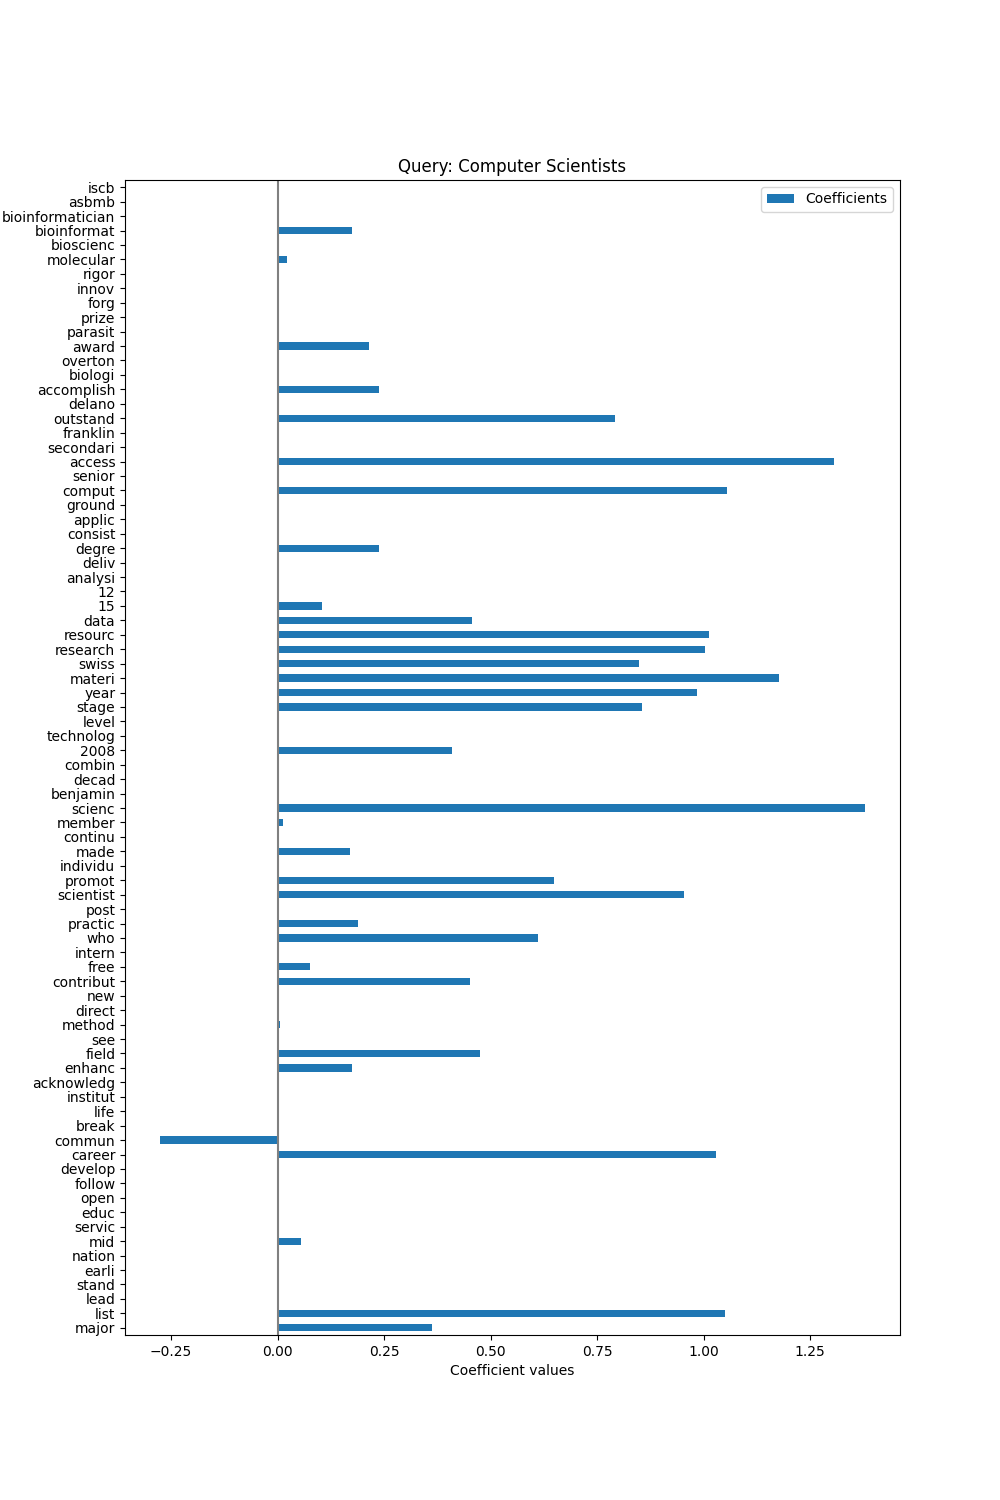 Query: Computer Scientists
Coefficients
iscb
asbmb
bioinformatician
bioinformat
bioscienc
molecular
rigor
innov
forg
prize
parasit
award
overton
biologi
accomplish
delano
outstand
franklin
secondari
access
senior
comput
ground
applic
consist
degre
deliv
analysi
12
15
data
resourc
research
swiss
materi
year
stage
level
technolog
2008
combin
decad
benjamin
scienc
member
continu
made
individu
promot
scientist
post
practic
who
intern
free
contribut
new
direct
method
see
field
enhanc
acknowledg
institut
life
break
commun
career
develop
follow
open
educ
servic
mid
nation
earli
stand
lead
list
major
−0.25 0.00 0.25 0.50 0.75 1.00 1.25
Coefficient values